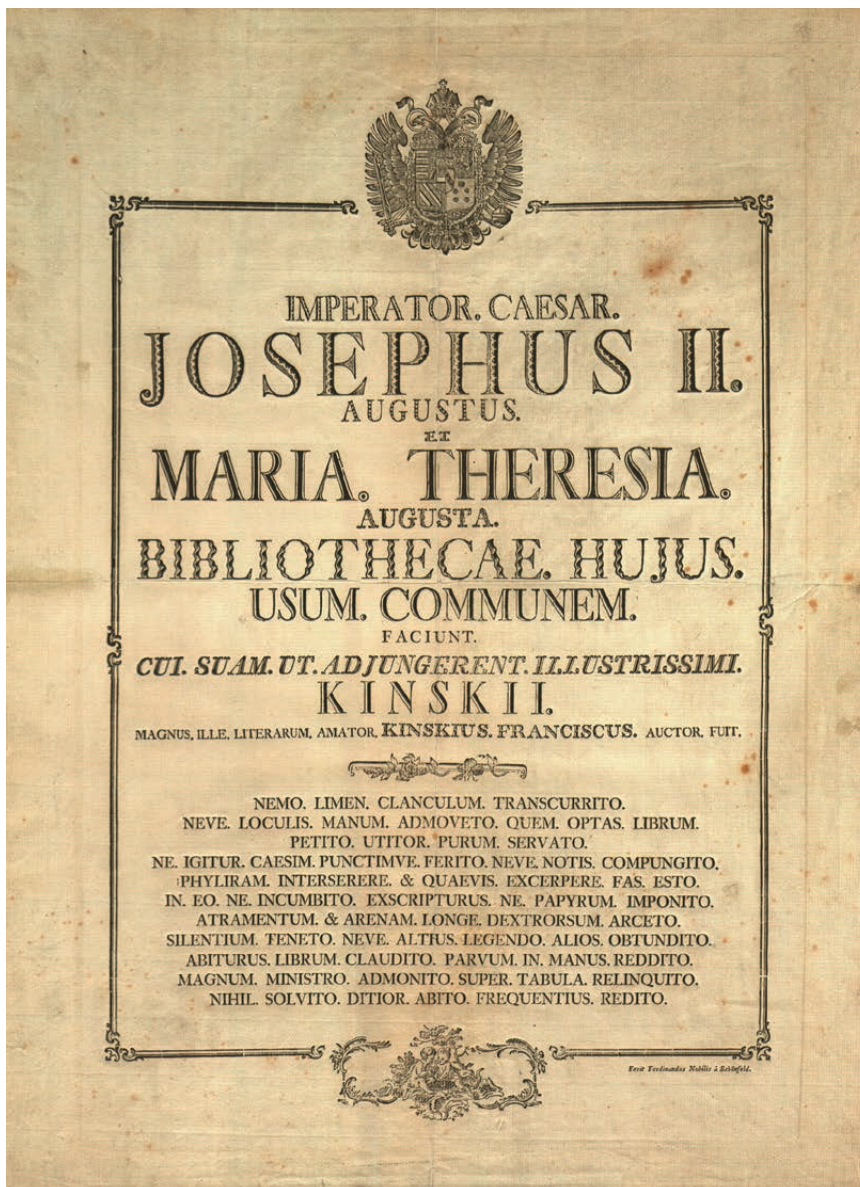 IMPERATOR. CAESAR.
JOSEPHUS II.
AUGUSTUS.
ET
MARIA. THERESIA.
AUGUSTA.
BIBLIOTHECAE. HUJUS.
USUM. COMMUNEM.
FACIUNT.
CUI. SUAM. UT. ADJUNGERENT. ILLUSTRISSIMI.
KINSKII.
MAGNUS. ILLE. LITERARUM. AMATOR. KINSKIUS. FRANCISCUS. AUCTOR. FUIT.
NEMO. LIMEN. CLANCULUM. TRANSCURRITO.
NEVE. LOCULIS. MANUM. ADMOVETO. QUEM. OPTAS. LIBRUM.
PETITO. UTITOR. PURUM. SERVATO.
NE. IGITUR. CAESIM. PUNCTIMVE. FERITO. NEVE. NOTIS. COMPUNGITO.
PHYLIRAM. INTERSERERE. & QUAEVIS. EXCERPERE. FAS. ESTO.
IN. EO. NE. INCUMBITO. EXSCRIPTURUS. NE. PAPYRUM. IMPONITO.
ATRAMENTUM. & ARENAM. LONGE. DEXTRORSUM. ARCETO.
SILENTIUM. TENETO. NEVE. ALTIUS. LEGENDO. ALIOS. OBTUNDITO.
ABITURUS. LIBRUM. CLAUDITO. PARVUM. IN. MANUS. REDDITO.
MAGNUM. MINISTRO. ADMONITO. SUPER. TABULA. RELINQUITO.
NIHIL. SOLVITO. DITIOR. ABITO. FREQUENTIUS. REDITO.
Ferdinandus Nobilis à Schönfeld.